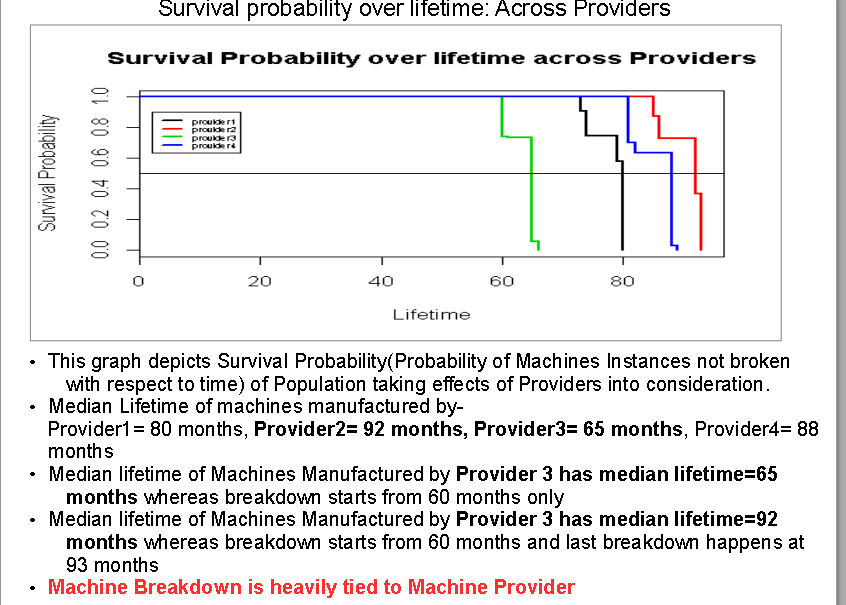 Survival probability over lifetime: Across Providers
Survival Probability over lifetime across Providers
Survival Probability
1.0
0.8
0.6
0.4
0.2
0.0
provider1
provider2
provider3
provider4
0 20 40 60 80
Lifetime
• This graph depicts Survival Probability(Probability of Machines Instances not broken
with respect to time) of Population taking effects of Providers into consideration.
• Median Lifetime of machines manufactured by-
Provider1= 80 months, Provider2= 92 months, Provider3= 65 months, Provider4= 88
months
• Median lifetime of Machines Manufactured by Provider 3 has median lifetime=65
months whereas breakdown starts from 60 months only
• Median lifetime of Machines Manufactured by Provider 3 has median lifetime=92
months whereas breakdown starts from 60 months and last breakdown happens at
93 months
• Machine Breakdown is heavily tied to Machine Provider